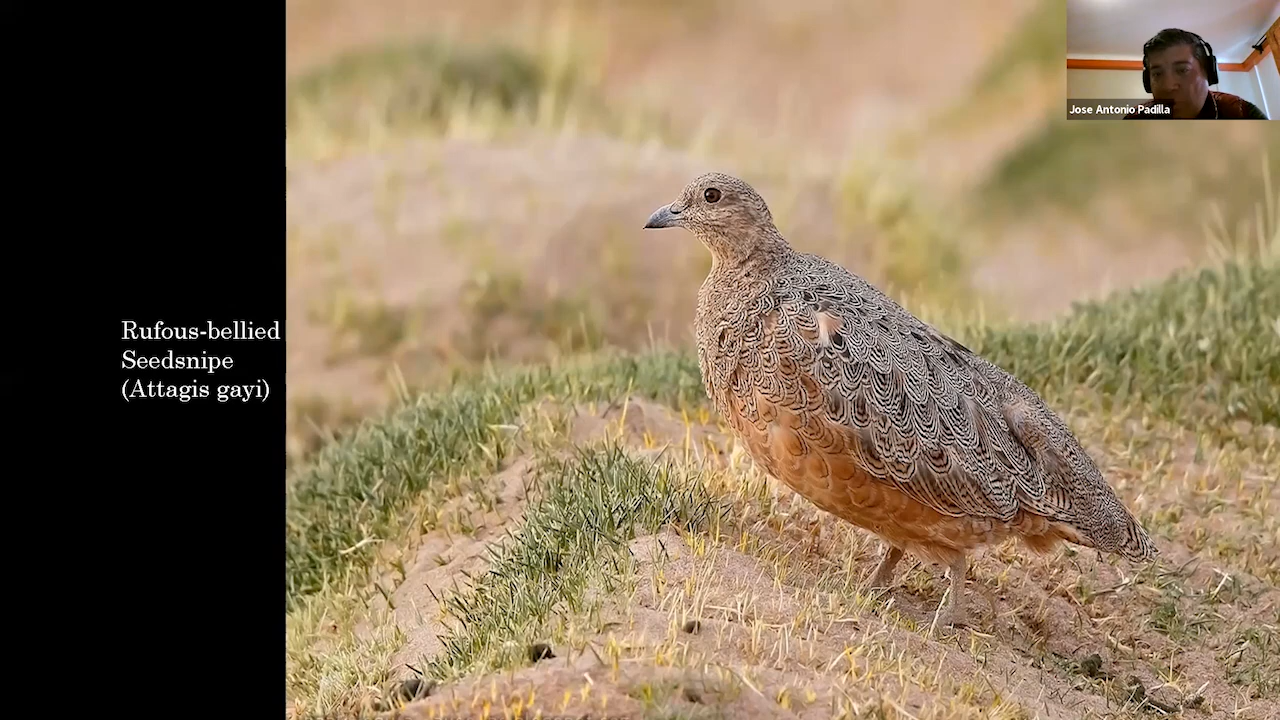 Jose Antonio Padilla
Rufous-bellied
Seedsnipe
(Attagis gayi)